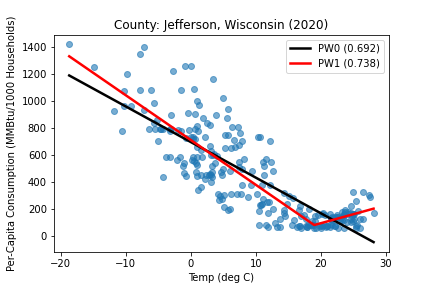 County: Jefferson, Wisconsin (2020)
PW0 (0.692)
PW1 (0.738)
Per-Capita Consumption (MMBtu/1000 Households)
1400
1200
1000
800
600
400
200
0
−20
−10
0
10
20
30
Temp (deg C)